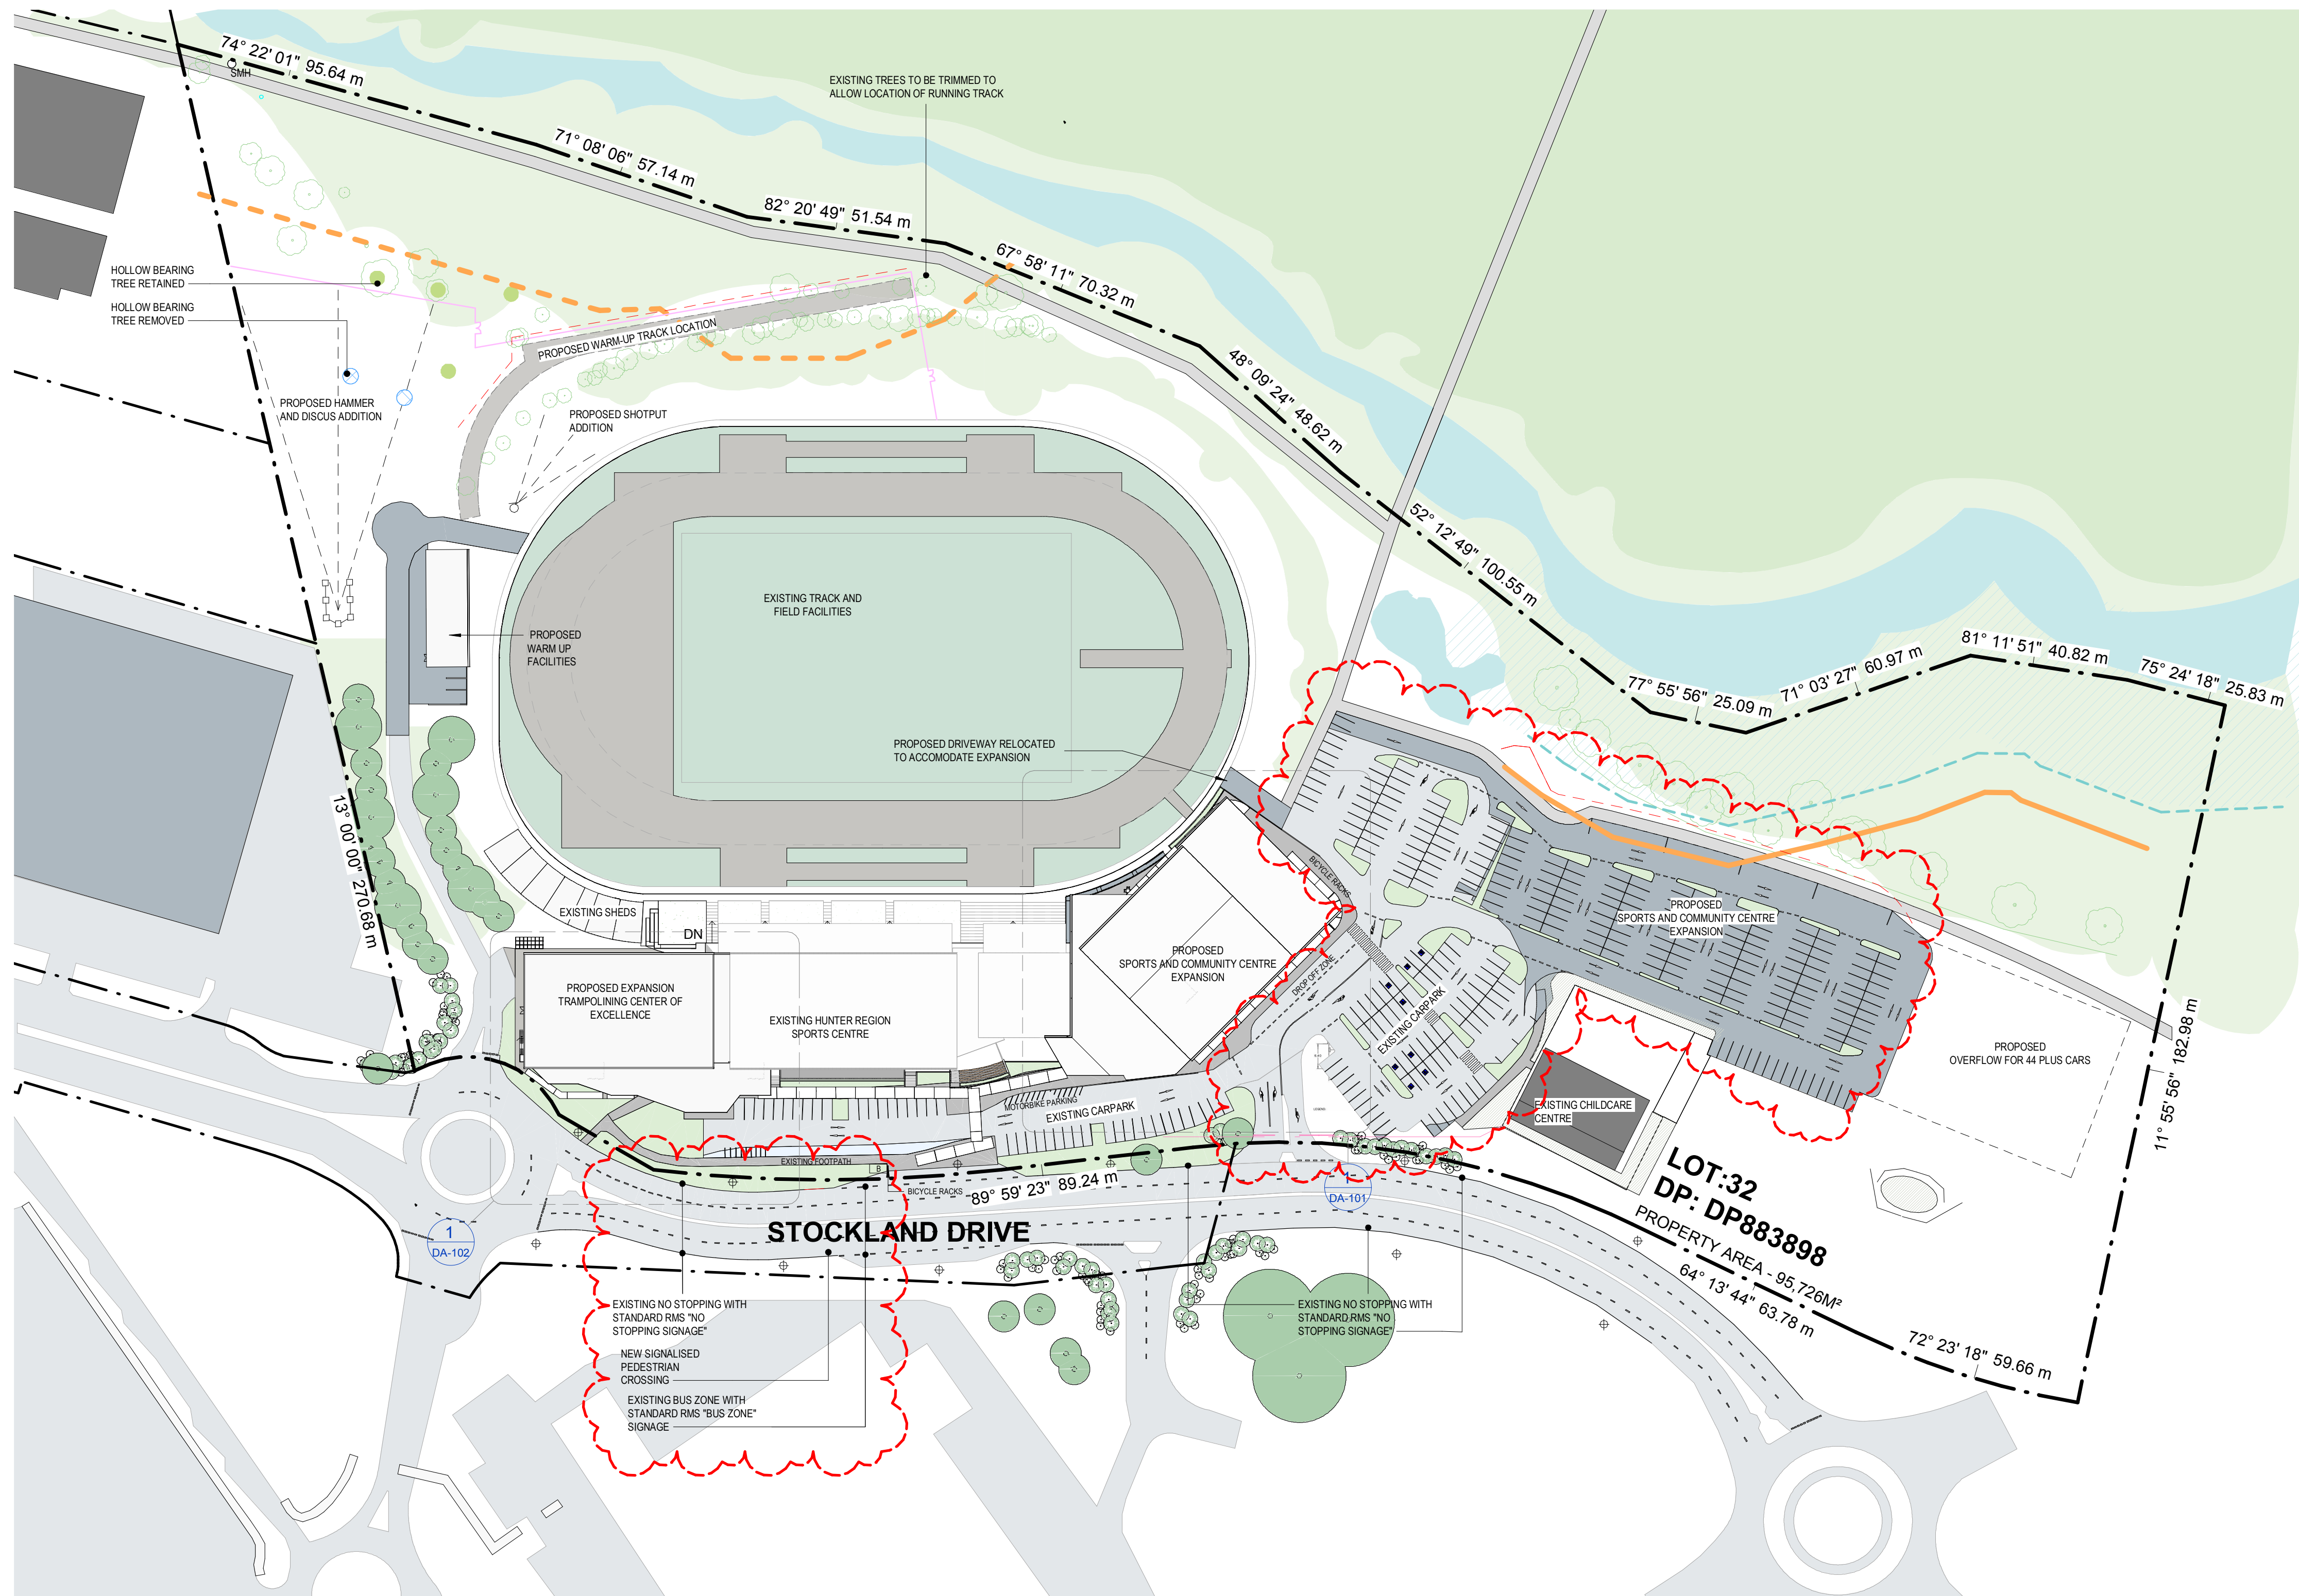 74° 22' 01" 95.64 m
SMH
EXISTING TREES TO BE TRIMMED TO
ALLOW LOCATION OF RUNNING TRACK
71° 08' 06" 57.14 m
82° 20' 49" 51.54 m
67° 58' 11" 70.32 m
HOLLOW BEARING
TREE RETAINED
HOLLOW BEARING
TREE REMOVED
PROPOSED WARM-UP TRACK LOCATION
48° 09' 24" 48.62 m
PROPOSED HAMMER
AND DISCUS ADDITION
PROPOSED SHOTPUT
ADDITION
52° 12' 49" 100.55 m
EXISTING TRACK AND
FIELD FACILITIES
PROPOSED
WARM UP
FACILITIES
77° 55' 56" 25.09 m
71° 03' 27" 60.97 m
81° 11' 51" 40.82 m
75° 24' 18" 25.83 m
PROPOSED DRIVEWAY RELOCATED
TO ACCOMODATE EXPANSION
13° 00' 00" 270.68 m
BICYCLE RACKS
EXISTING SHEDS
DN
PROPOSED
SPORTS AND COMMUNITY CENTRE
EXPANSION
PROPOSED
SPORTS AND COMMUNITY CENTRE
EXPANSION
DROP OFF ZONE
PROPOSED EXPANSION
TRAMPOLINING CENTER OF
EXCELLENCE
EXISTING HUNTER REGION
SPORTS CENTRE
EXISTING CARPARK
PROPOSED
OVERFLOW FOR 44 PLUS CARS
11° 55' 56" 182.98 m
MOTORBIKE PARKING
EXISTING CARPARK
EXISTING CHILDCARE
CENTRE
EXISTING FOOTPATH
B
BICYCLE RACKS
89° 59' 23" 89.24 m
1
DA-101
LOT:32
DP: DP883898
PROPERTY AREA - 95,726M²
64° 13' 44" 63.78 m
72° 23' 18" 59.66 m
STOCKLAND DRIVE
1
DA-102
EXISTING NO STOPPING WITH
STANDARD RMS "NO
STOPPING SIGNAGE"
NEW SIGNALISED
PEDESTRIAN
CROSSING
EXISTING BUS ZONE WITH
STANDARD RMS "BUS ZONE"
SIGNAGE
EXISTING NO STOPPING WITH
STANDARD RMS "NO
STOPPING SIGNAGE"